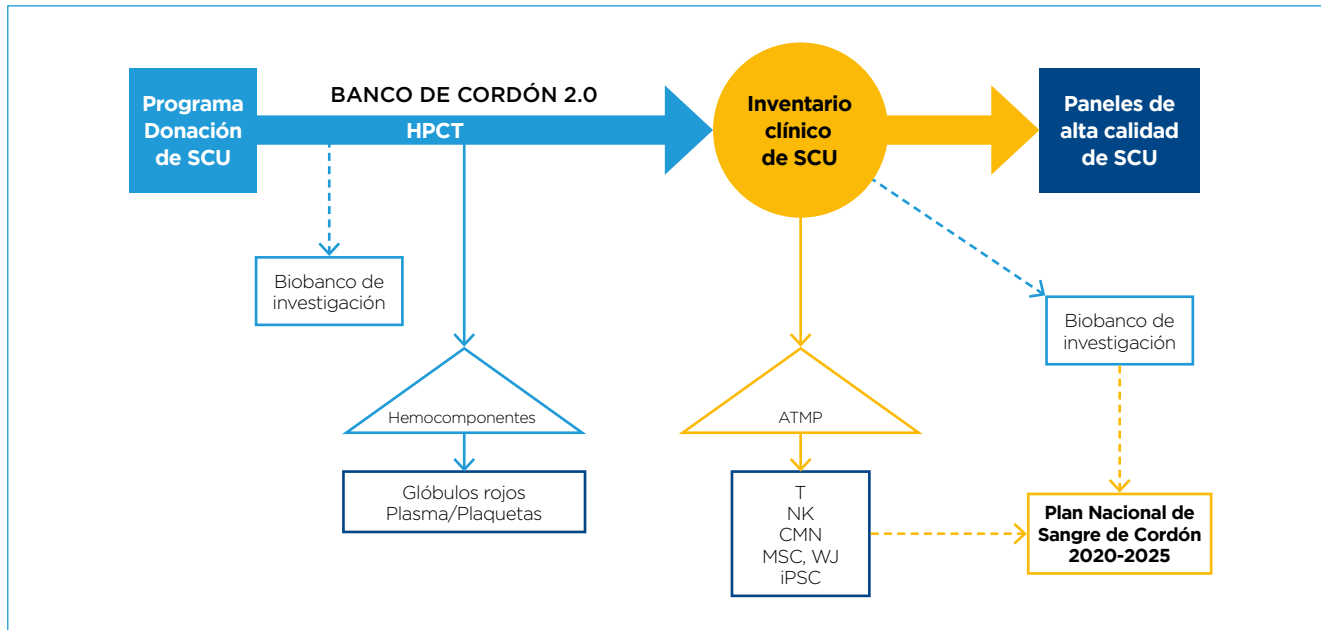 Programa
Donación
de SCU
BANCO DE CORDÓN 2.0
HPCT
Inventario
clínico
de SCU
Paneles de
alta calidad
de SCU
Biobanco de
investigación
Biobanco de
investigación
Hemocomponentes
ATMP
Glóbulos rojos
Plasma/Plaquetas
T
NK
CMN
MSC, WJ
iPSC
Plan Nacional de
Sangre de Cordón
2020-2025